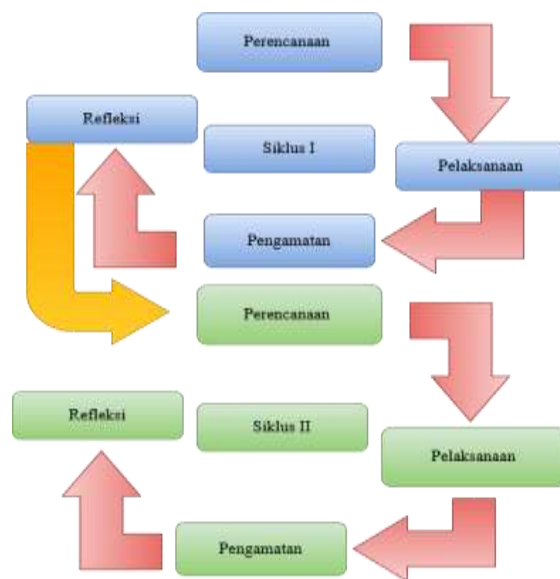 Perencanaan
Refleksi
Siklus I
Pelaksanaan
Pengamatan
Perencanaan
Refleksi
Siklus II
Pelaksanaan
Pengamatan